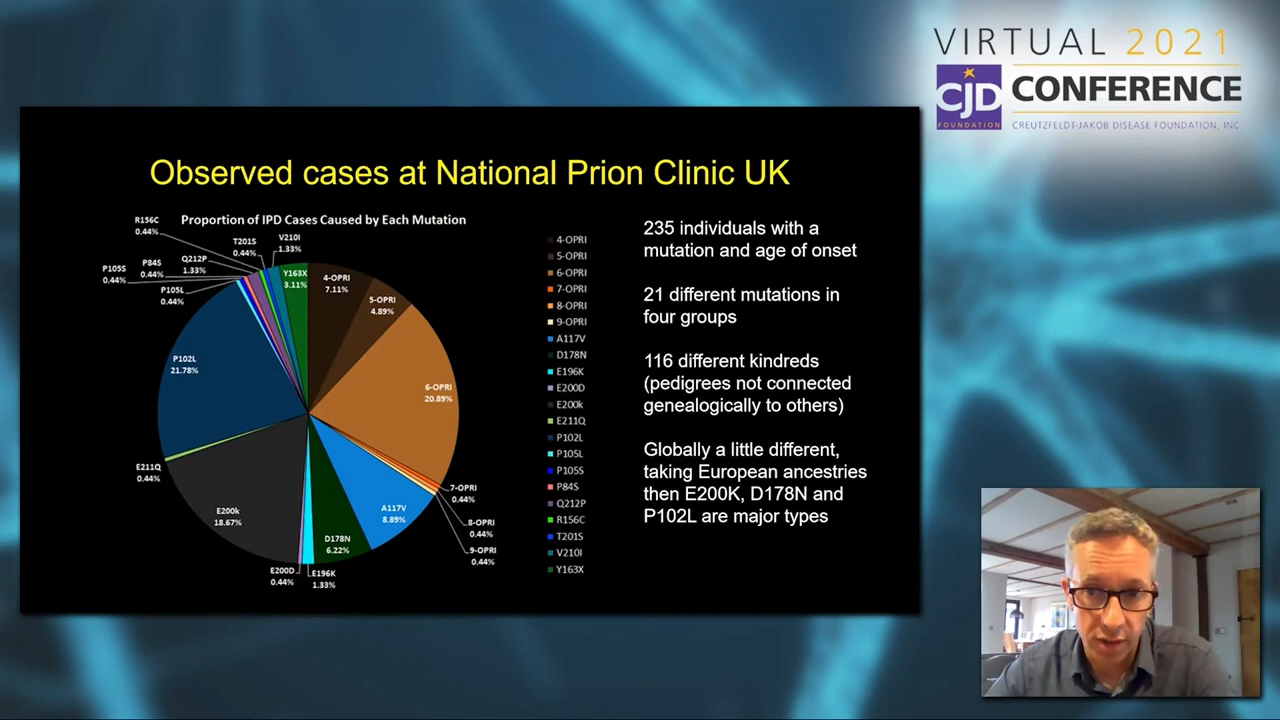 VIRTUAL 2021
CJD
FOUNDATION
CONFERENCE
CREUTZFELDT-JAKOB DISEASE FOUNDATION, INC
Observed cases at National Prion Clinic UK
Proportion of IPD Cases Caused by Each Mutation
R156C
0.44%
T201S
0.44%
V210I
1.33%
P105S
0.44%
P84S
0.44%
Q212P
1.33%
P105L
0.44%
Y163X
3.11%
4-OPRI
7.11%
5-OPRI
4.89%
P102L
21.78%
6-OPRI
20.89%
E211Q
0.44%
E200k
18.67%
7-OPRI
0.44%
A117V
8.89%
8-OPRI
0.44%
D178N
6.22%
9-OPRI
0.44%
E200D
0.44%
E196K
1.33%
4-OPRI
5-OPRI
6-OPRI
7-OPRI
8-OPRI
9-OPRI
A117V
D178N
E196K
E200D
E200k
E211Q
P102L
P105L
P105S
P84S
Q212P
R156C
T201S
V210I
Y163X
235 individuals with a
mutation and age of onset
21 different mutations in
four groups
116 different kindreds
(pedigrees not connected
genealogically to others)
Globally a little different,
taking European ancestries
then E200K, D178N and
P102L are major types